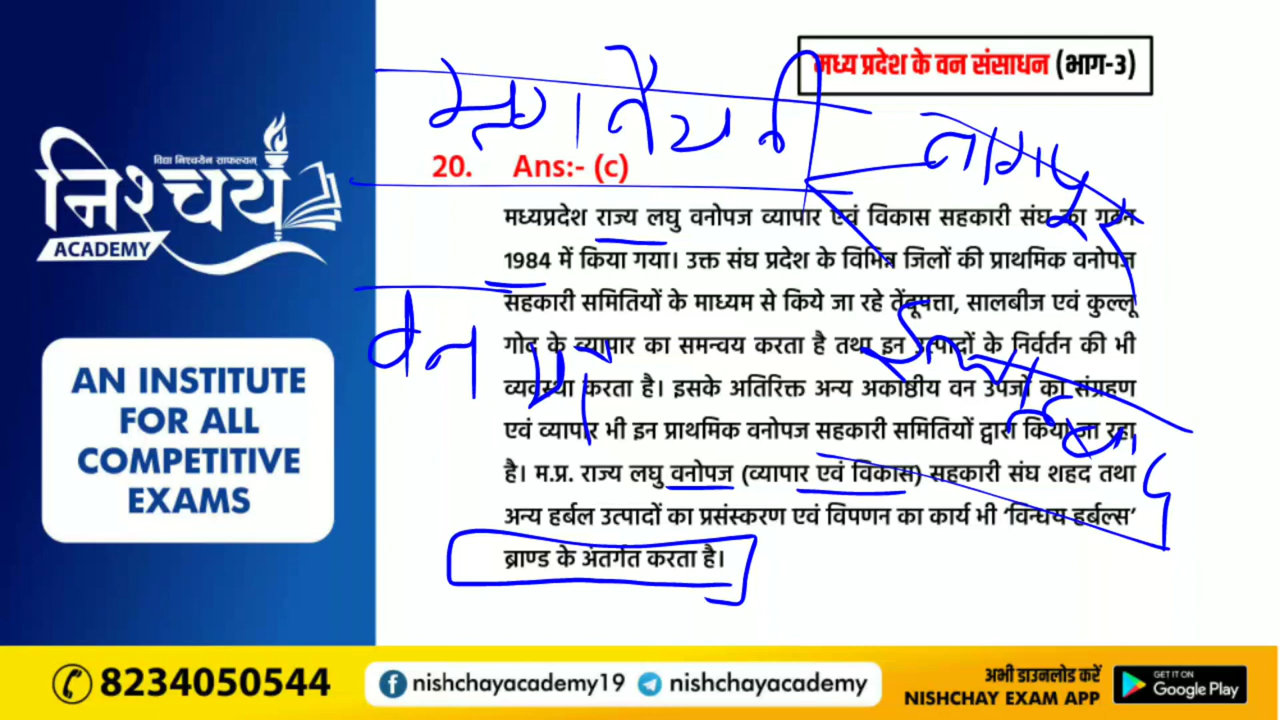 मध्य प्रदेश के वन संसाधन (भाग-3)
मृगनयनी
नागपुर
विद्या निश्चयेन साफल्यम्
निश्चय
ACADEMY
20. Ans:- (c)
मध्यप्रदेश राज्य लघु वनोपज व्यापार एवं विकास सहकारी संघ का गठन
1984 में किया गया। उक्त संघ प्रदेश के विभिन्न जिलों की प्राथमिक वनोपज
सहकारी समितियों के माध्यम से किये जा रहे तेंदूपत्ता, सालबीज एवं कुल्लू
गोंद के व्यापार का समन्वय करता है तथा इन उत्पादों के निर्वर्तन की भी
व्यवस्था करता है। इसके अतिरिक्त अन्य अकाष्ठीय वन उपजों का संग्रहण
एवं व्यापार भी इन प्राथमिक वनोपज सहकारी समितियों द्वारा किया जा रहा
है। म.प्र. राज्य लघु वनोपज (व्यापार एवं विकास) सहकारी संघ शहद तथा
अन्य हर्बल उत्पादों का प्रसंस्करण एवं विपणन का कार्य भी ‘विन्धय हर्बल्स’
ब्राण्ड के अंतर्गत करता है।
वन
AN INSTITUTE
FOR ALL
COMPETITIVE
EXAMS
8234050544
nishchayacademy19
nishchayacademy
अभी डाउनलोड करें
NISHCHAY EXAM APP
GET IT ON
Google Play